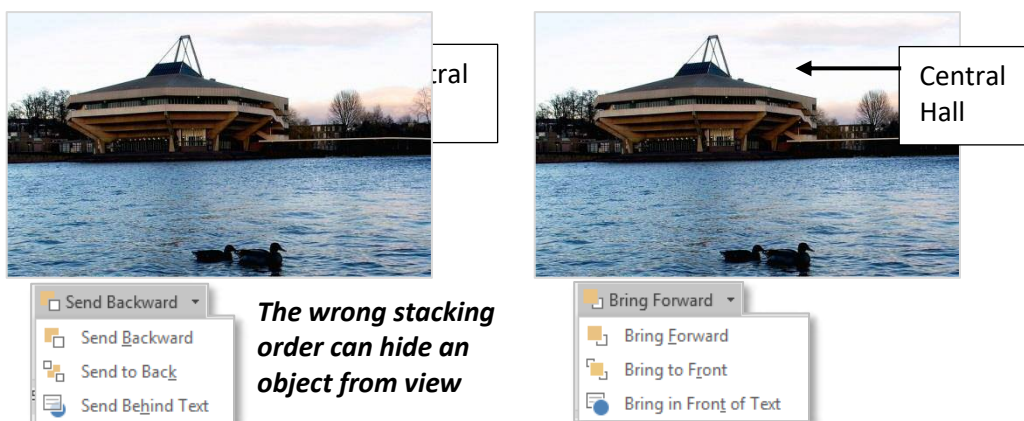 tral
Central
Hall
Send Backward
Send Backward
Send to Back
Send Behind Text
The wrong stacking
order can hide an
object from view
Bring Forward
Bring Forward
Bring to Front
Bring in Front of Text